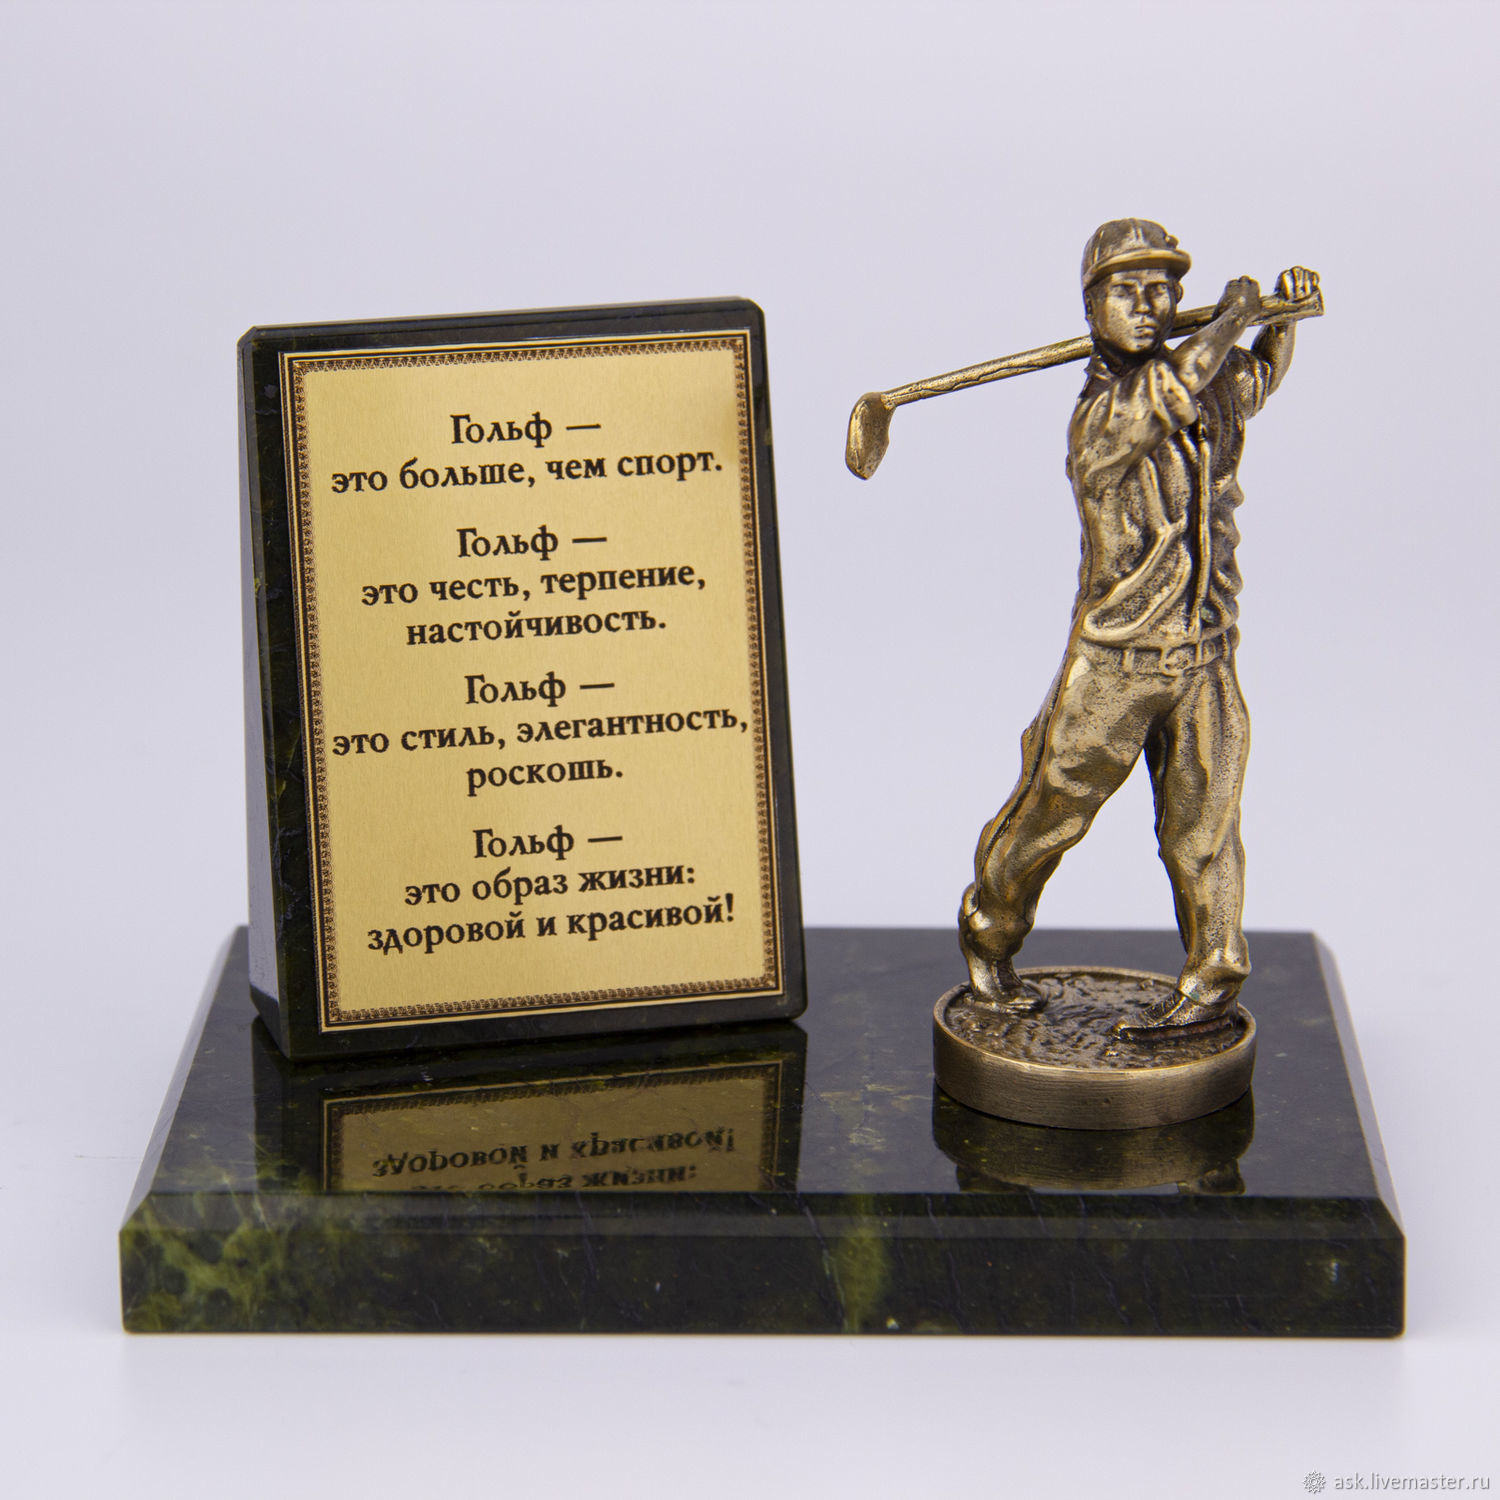 Гольф —
это больше, чем спорт.
Гольф —
это честь, терпение,
настойчивость.
Гольф —
это стиль, элегантность,
роскошь.
Гольф —
это образ жизни:
здоровой и красивой!
ask.livemaster.ru